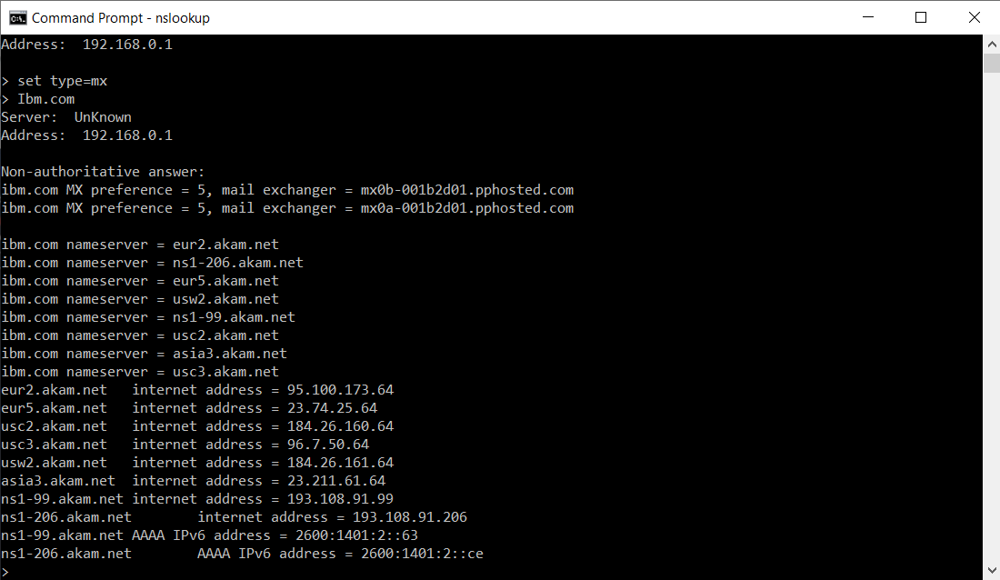 Command Prompt - nslookup
Address:  192.168.0.1
> set type=mx
> Ibm.com
Server:  UnKnown
Address:  192.168.0.1
Non-authoritative answer:
ibm.com MX preference = 5, mail exchanger = mx0b-001b2d01.pphosted.com
ibm.com MX preference = 5, mail exchanger = mx0a-001b2d01.pphosted.com
ibm.com nameserver = eur2.akam.net
ibm.com nameserver = ns1-206.akam.net
ibm.com nameserver = eur5.akam.net
ibm.com nameserver = usw2.akam.net
ibm.com nameserver = ns1-99.akam.net
ibm.com nameserver = usc2.akam.net
ibm.com nameserver = asia3.akam.net
ibm.com nameserver = usc3.akam.net
eur2.akam.net   internet address = 95.100.173.64
eur5.akam.net   internet address = 23.74.25.64
usc2.akam.net   internet address = 184.26.160.64
usc3.akam.net   internet address = 96.7.50.64
usw2.akam.net   internet address = 184.26.161.64
asia3.akam.net  internet address = 23.211.61.64
ns1-99.akam.net internet address = 193.108.91.99
ns1-206.akam.net        internet address = 193.108.91.206
ns1-99.akam.net AAAA IPv6 address = 2600:1401:2::63
ns1-206.akam.net        AAAA IPv6 address = 2600:1401:2::ce
>